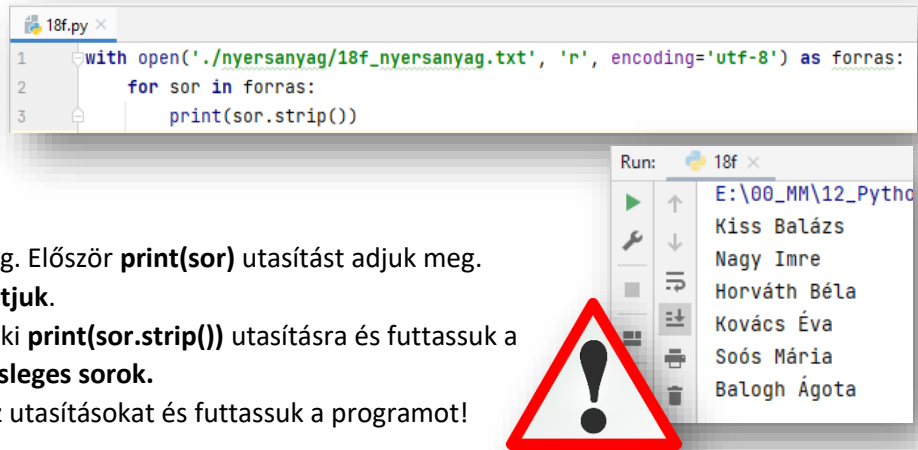 18f.py
1 with open('./nyersanyag/18f_nyersanyag.txt', 'r', encoding='utf-8') as forras:
2 for sor in forras:
3 print(sor.strip())
Run: 18f
E:\00_MM\12_Pytho
Kiss Balázs
Nagy Imre
Horváth Béla
Kovács Éva
Soós Mária
Balogh Ágota
g. Először print(sor) utasítást adjuk meg.
tjuk.
ki print(sor.strip()) utasításra és futtassuk a
sleges sorok.
z utasításokat és futtassuk a programot!